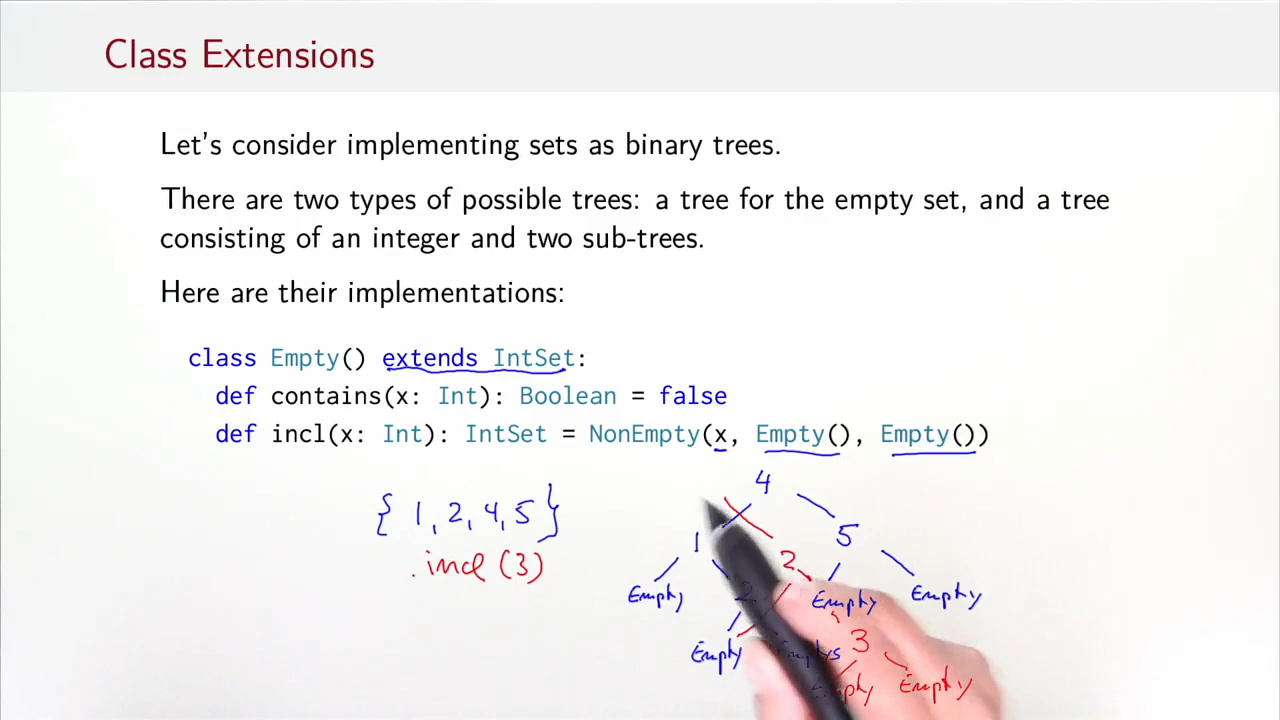 Class Extensions
Let's consider implementing sets as binary trees.
There are two types of possible trees: a tree for the empty set, and a tree
consisting of an integer and two sub-trees.
Here are their implementations:
class Empty() extends IntSet:
def contains(x: Int): Boolean = false
def incl(x: Int): IntSet = NonEmpty(x, Empty(), Empty())
4
{ 1, 2, 4, 5 }
1
5
.incl (3)
2
Empty
2
Empty
Empty
Empty
3
Empty